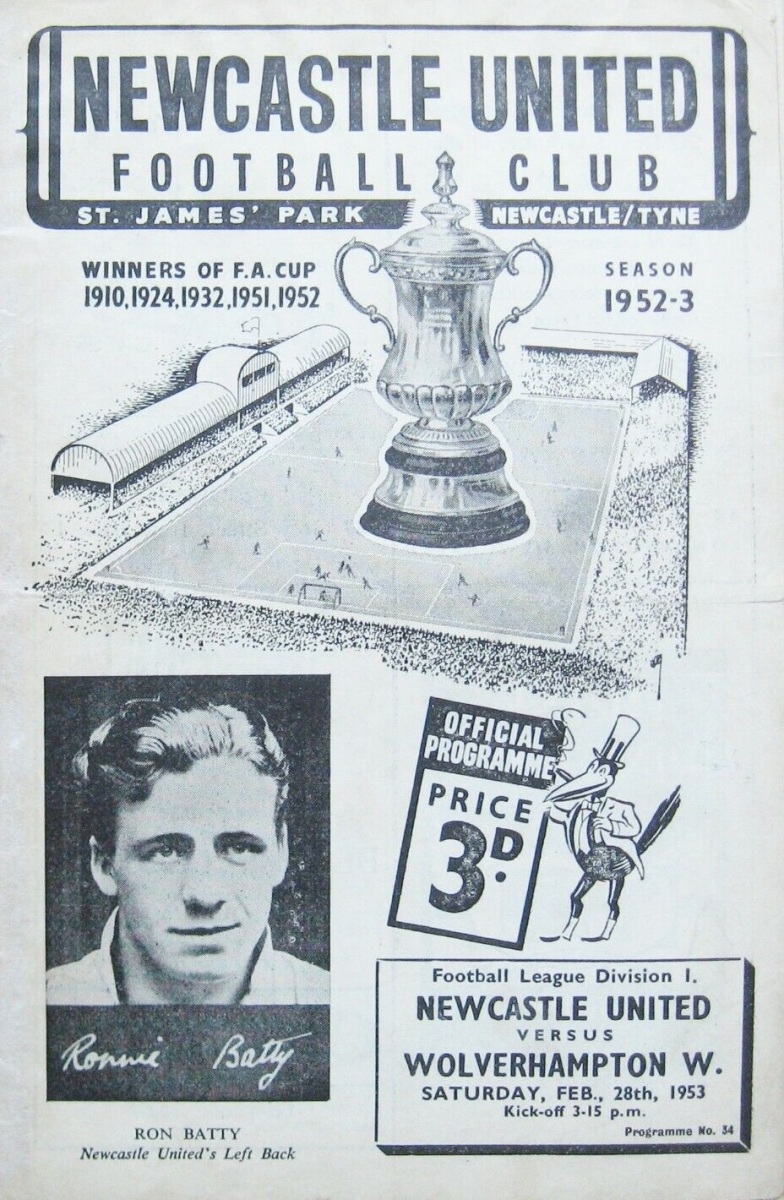 NEWCASTLE UNITED
FOOTBALL CLUB
ST. JAMES' PARK NEWCASTLE/TYNE
WINNERS OF F.A. CUP
1910,1924,1932,1951,1952
SEASON
1952-3
OFFICIAL
PROGRAMME
PRICE
3D.
Ronnie Batty
RON BATTY
Newcastle United's Left Back
Football League Division I.
NEWCASTLE UNITED
VERSUS
WOLVERHAMPTON W.
SATURDAY, FEB., 28th, 1953
Kick-off 3-15 p.m.
Programme No. 34